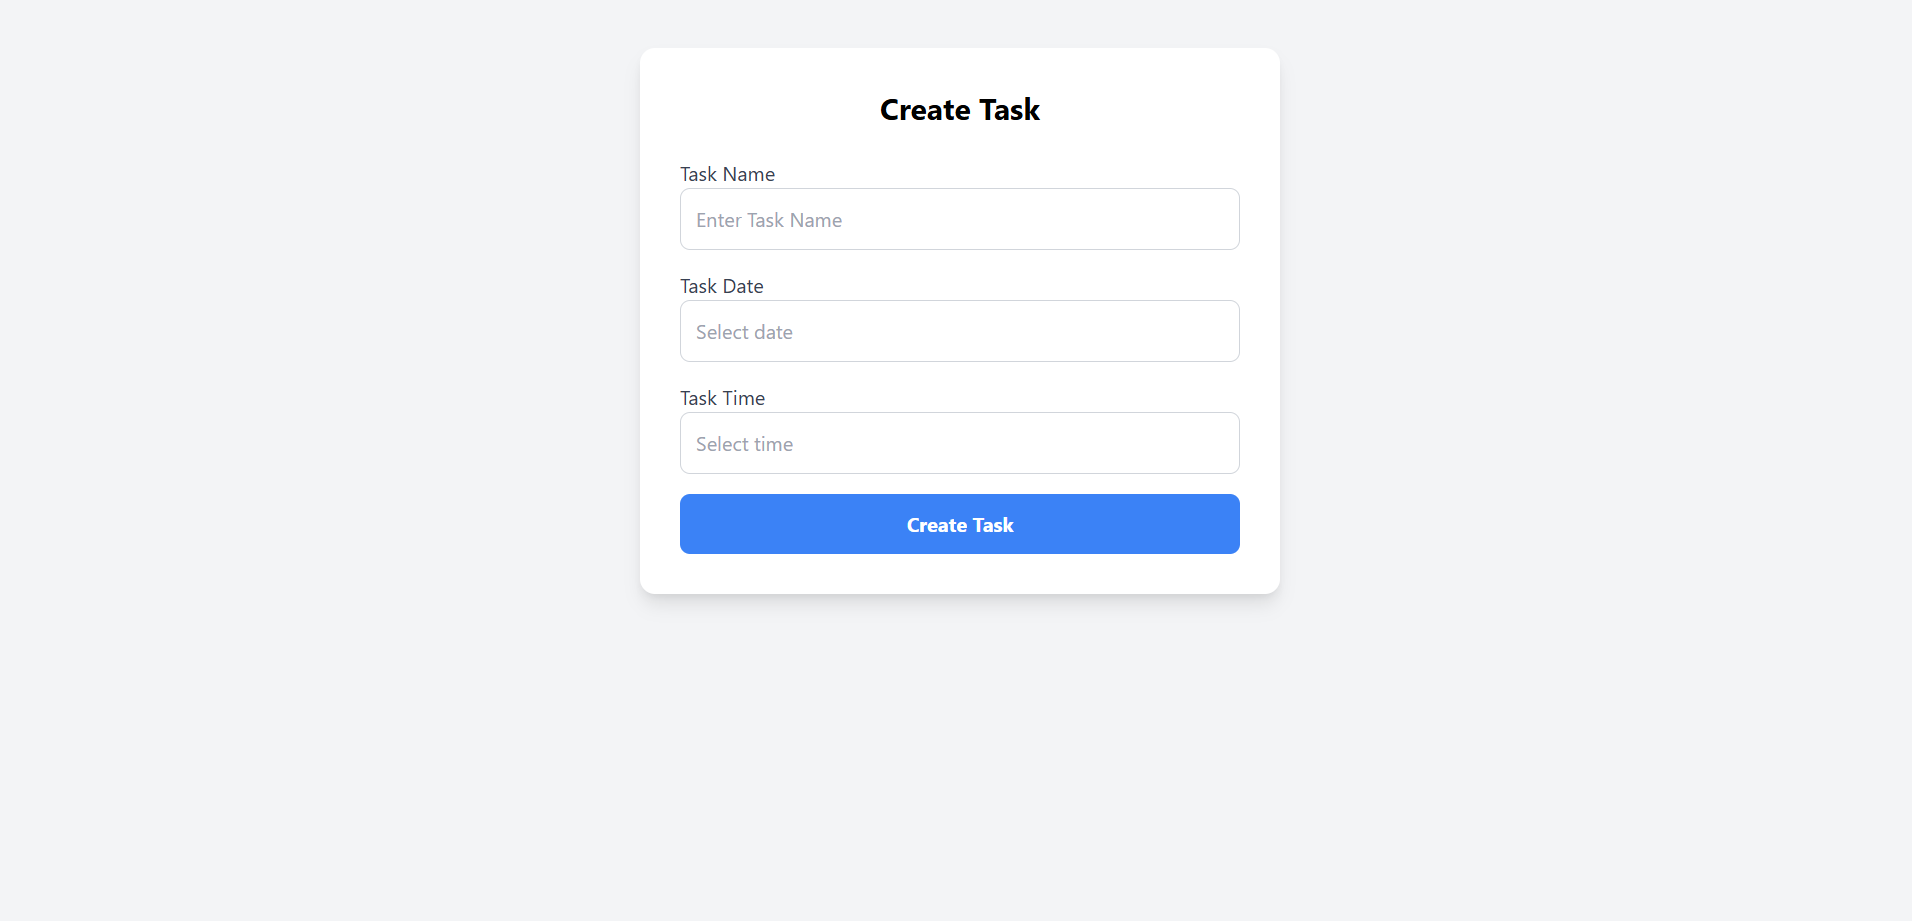 Create Task
Task Name
Enter Task Name
Task Date
Select date
Task Time
Select time
Create Task